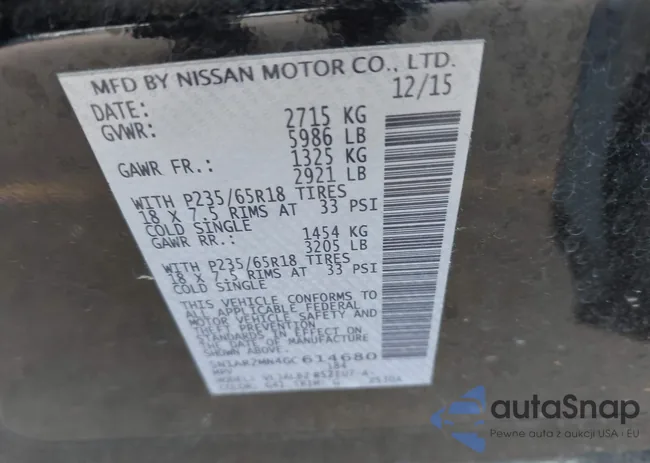 MFD BY NISSAN MOTOR CO., LTD.
DATE: 12/15
GVWR: 2715 KG
5986 LB
GAWR FR.: 1325 KG
2921 LB
WITH P235/65R18 TIRES
18 X 7.5 RIMS AT 33 PSI
COLD SINGLE
GAWR RR.: 1454 KG
3205 LB
WITH P235/65R18 TIRES
18 X 7.5 RIMS AT 33 PSI
COLD SINGLE
THIS VEHICLE CONFORMS TO
ALL APPLICABLE FEDERAL
MOTOR VEHICLE SAFETY AND
THEFT PREVENTION
STANDARDS IN EFFECT ON
THE DATE OF MANUFACTURE
5N1AR2MN4GC614680
MPV
autaSnap
Pewne auta z aukcji USA i EU